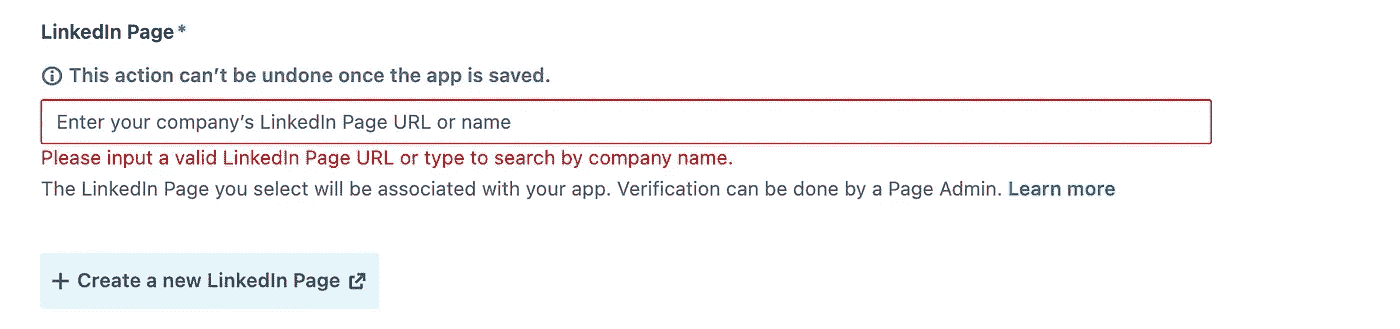 LinkedIn Page*
This action can’t be undone once the app is saved.
Enter your company’s LinkedIn Page URL or name
Please input a valid LinkedIn Page URL or type to search by company name.
The LinkedIn Page you select will be associated with your app. Verification can be done by a Page Admin. Learn more
+ Create a new LinkedIn Page